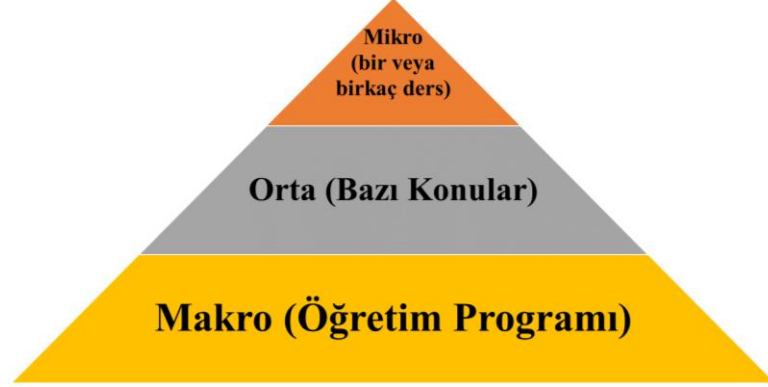 Mikro
(bir veya
birkaç ders)
Orta (Bazı Konular)
Makro (Öğretim Programı)